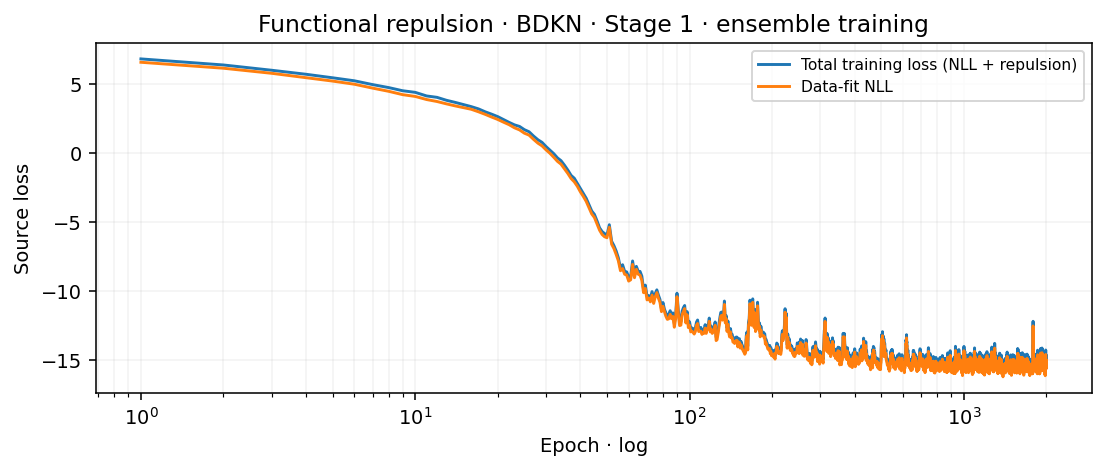 Functional repulsion · BDKN · Stage 1 · ensemble training
Total training loss (NLL + repulsion)
Data-fit NLL
Source loss
5
0
−5
−10
−15
10⁰
10¹
10²
10³
Epoch · log